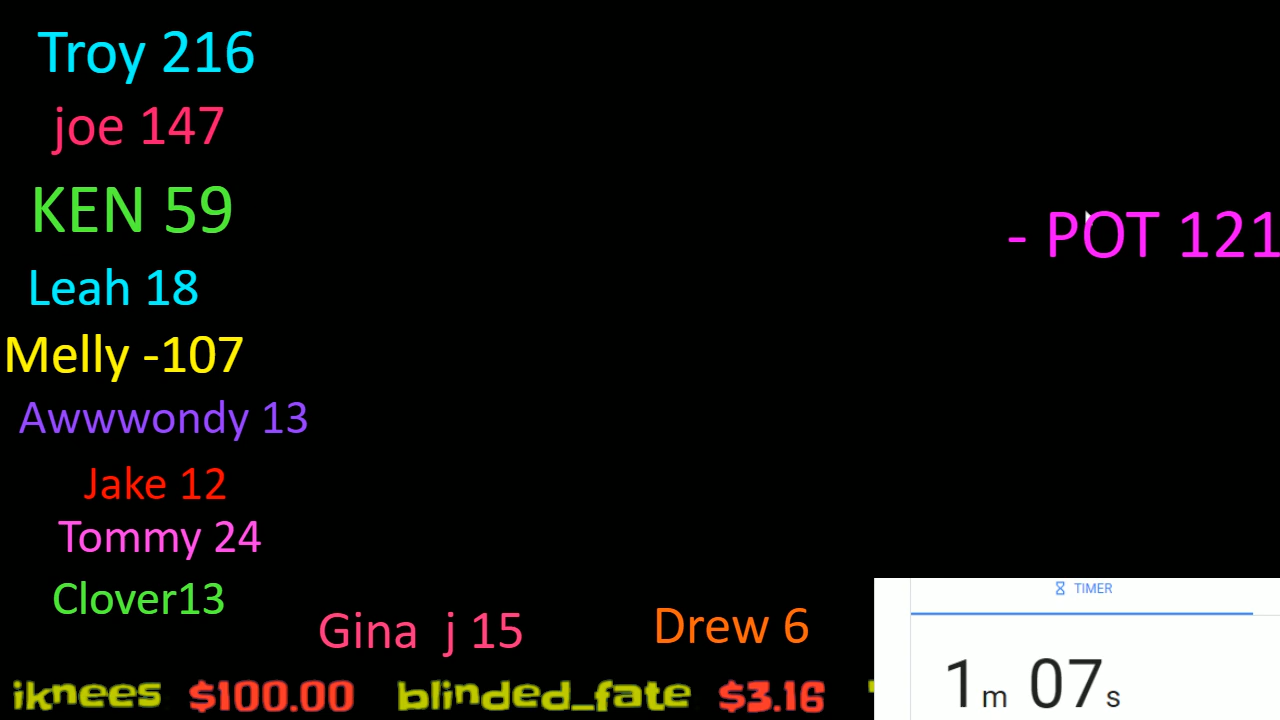 Troy 216
joe 147
KEN 59
- POT 121
Leah 18
Melly -107
Awwwondy 13
Jake 12
Tommy 24
Clover13
Gina j 15
Drew 6
TIMER
1m 07s
iknees $100.00 blinded_fate $3.16